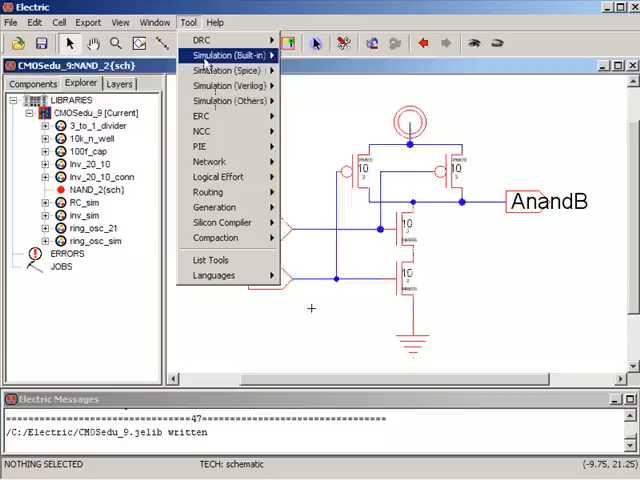 Electric
File Edit Cell Export View Window Tool Help
CMOSedu_9:NAND_2{sch}
Components Explorer Layers
LIBRARIES
CMOSedu_9 [Current]
3_to_1_divider
10k_n_well
100f_cap
Inv_20_10
Inv_20_10_conn
NAND_2{sch}
RC_sim
inv_sim
ring_osc_21
ring_osc_sim
ERRORS
JOBS
DRC
Simulation (Built-in)
Simulation (Spice)
Simulation (Verilog)
Simulation (Others)
ERC
NCC
PIE
Network
Logical Effort
Routing
Generation
Silicon Compiler
Compaction
List Tools
Languages
10
10
AnandB
10
10
Electric Messages
=================================47==============================
/C:/Electric/CMOSedu_9.jelib written
NOTHING SELECTED TECH: schematic (-9.75, 21.25)